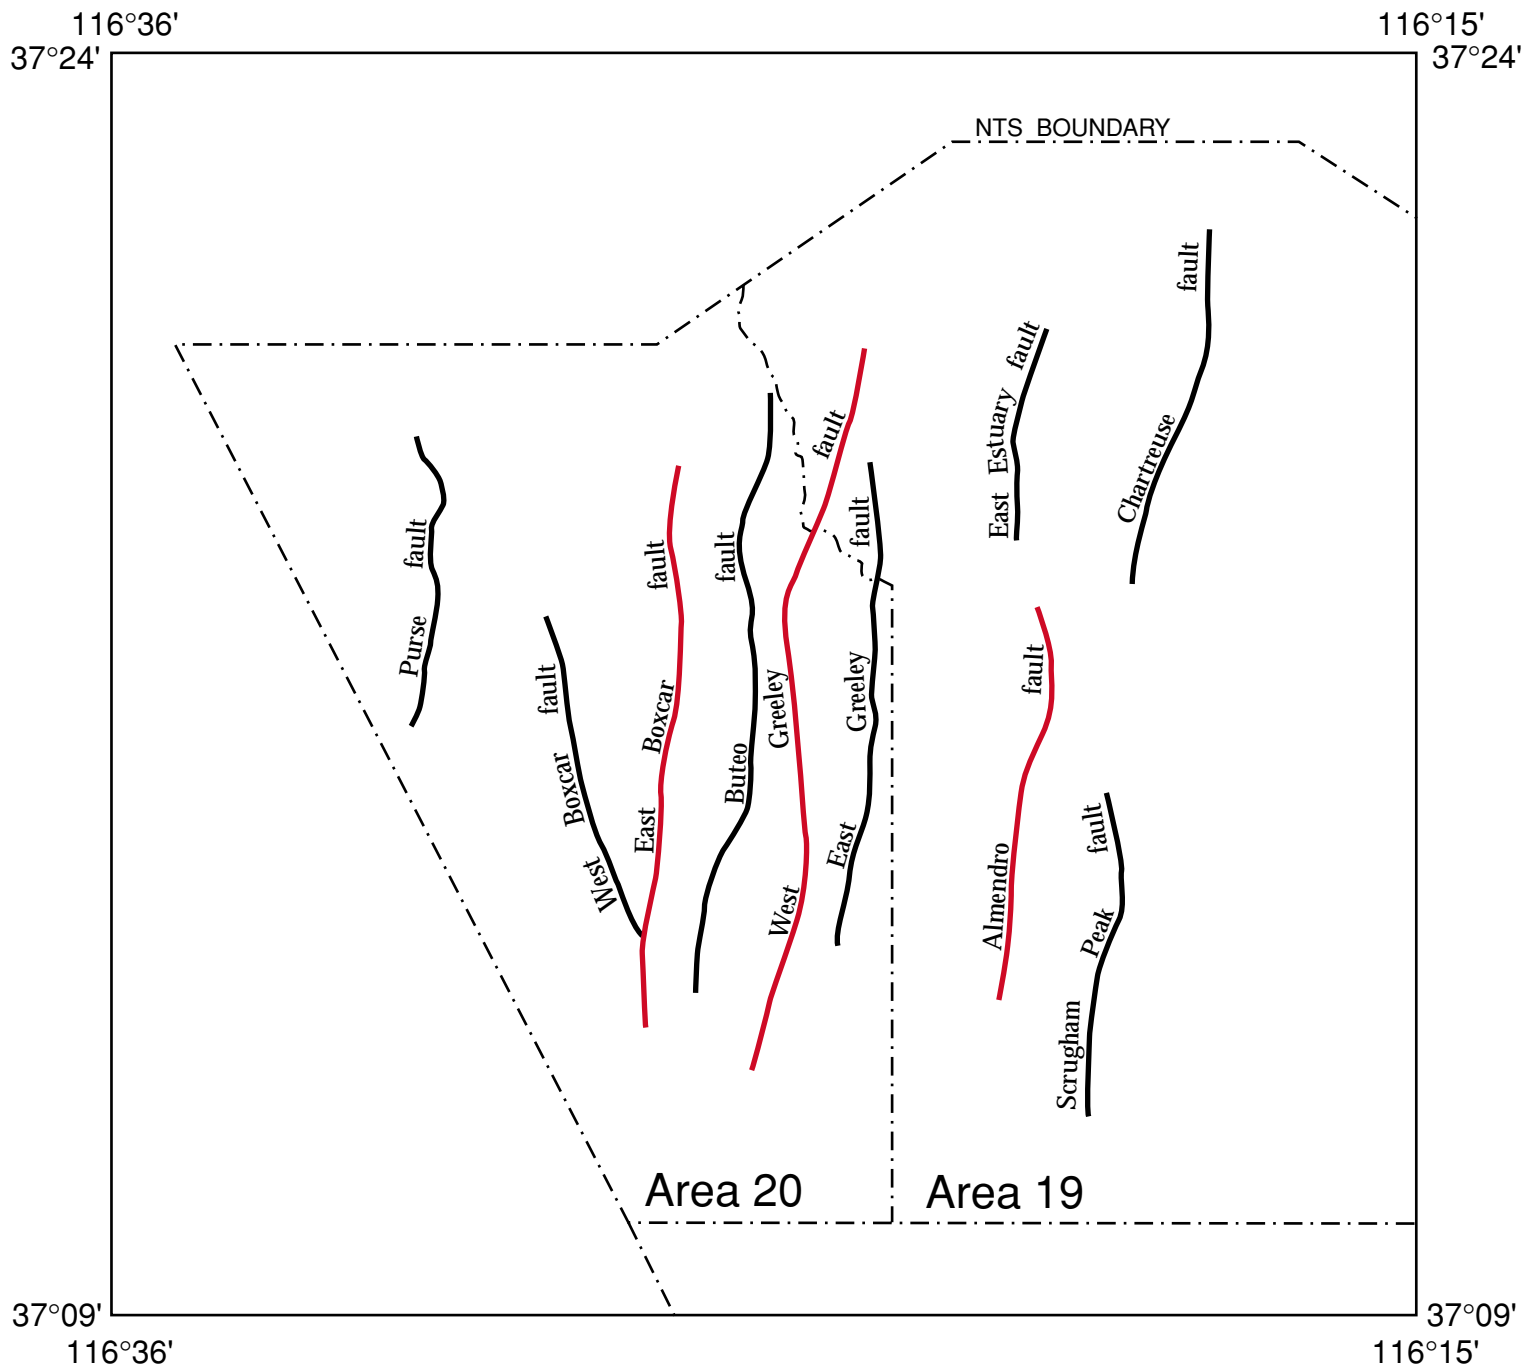 116°36'
116°15'
37°24'
37°24'
NTS BOUNDARY
Purse fault
West Boxcar fault
East Boxcar fault
Buteo fault
West Greeley fault
East Greeley fault
East Estuary fault
Chartreuse fault
Almendro fault
Scrugham Peak fault
Area 20
Area 19
37°09'
37°09'
116°36'
116°15'